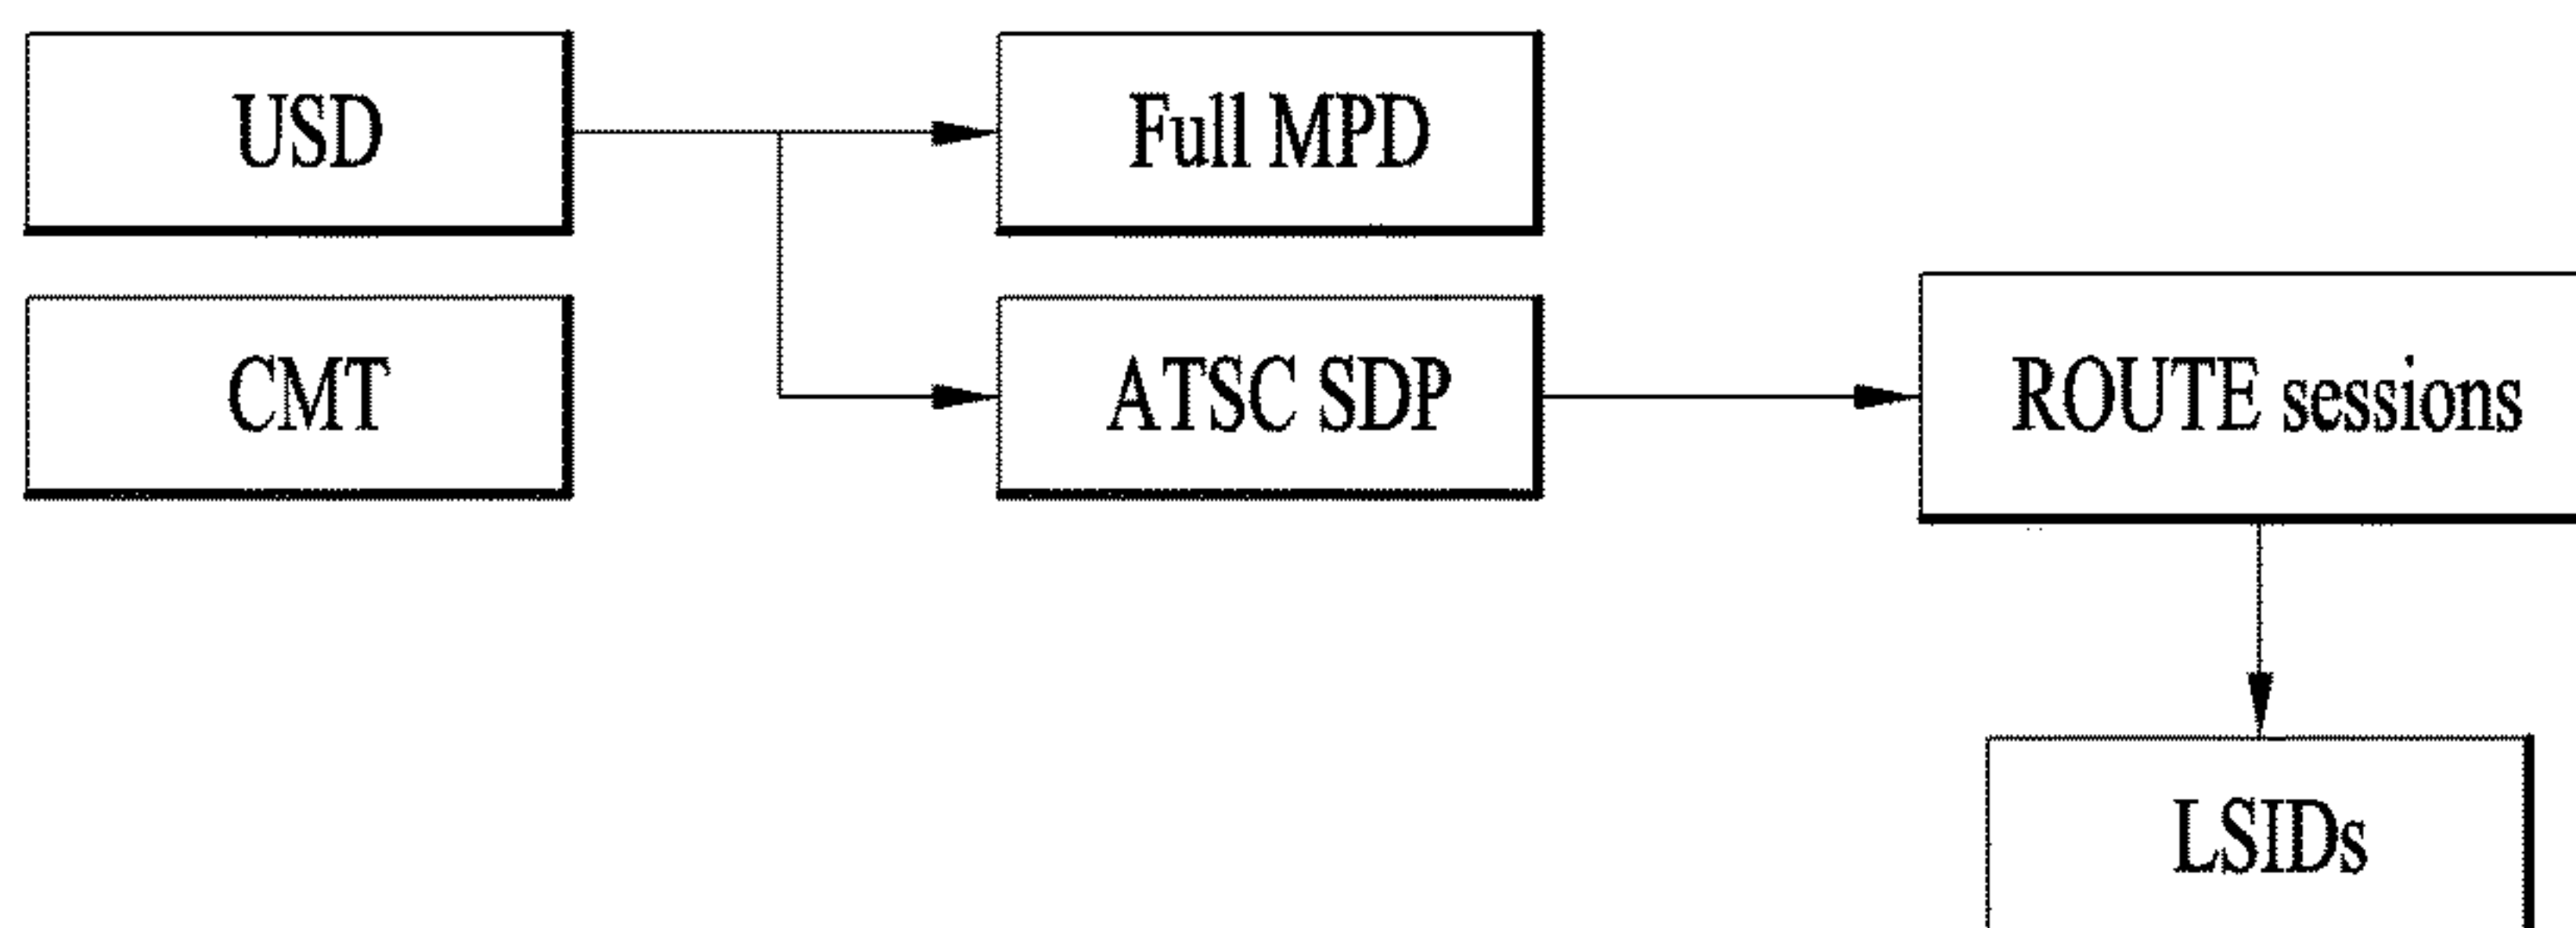 USD
Full MPD
CMT
ATSC SDP
ROUTE sessions
LSIDs